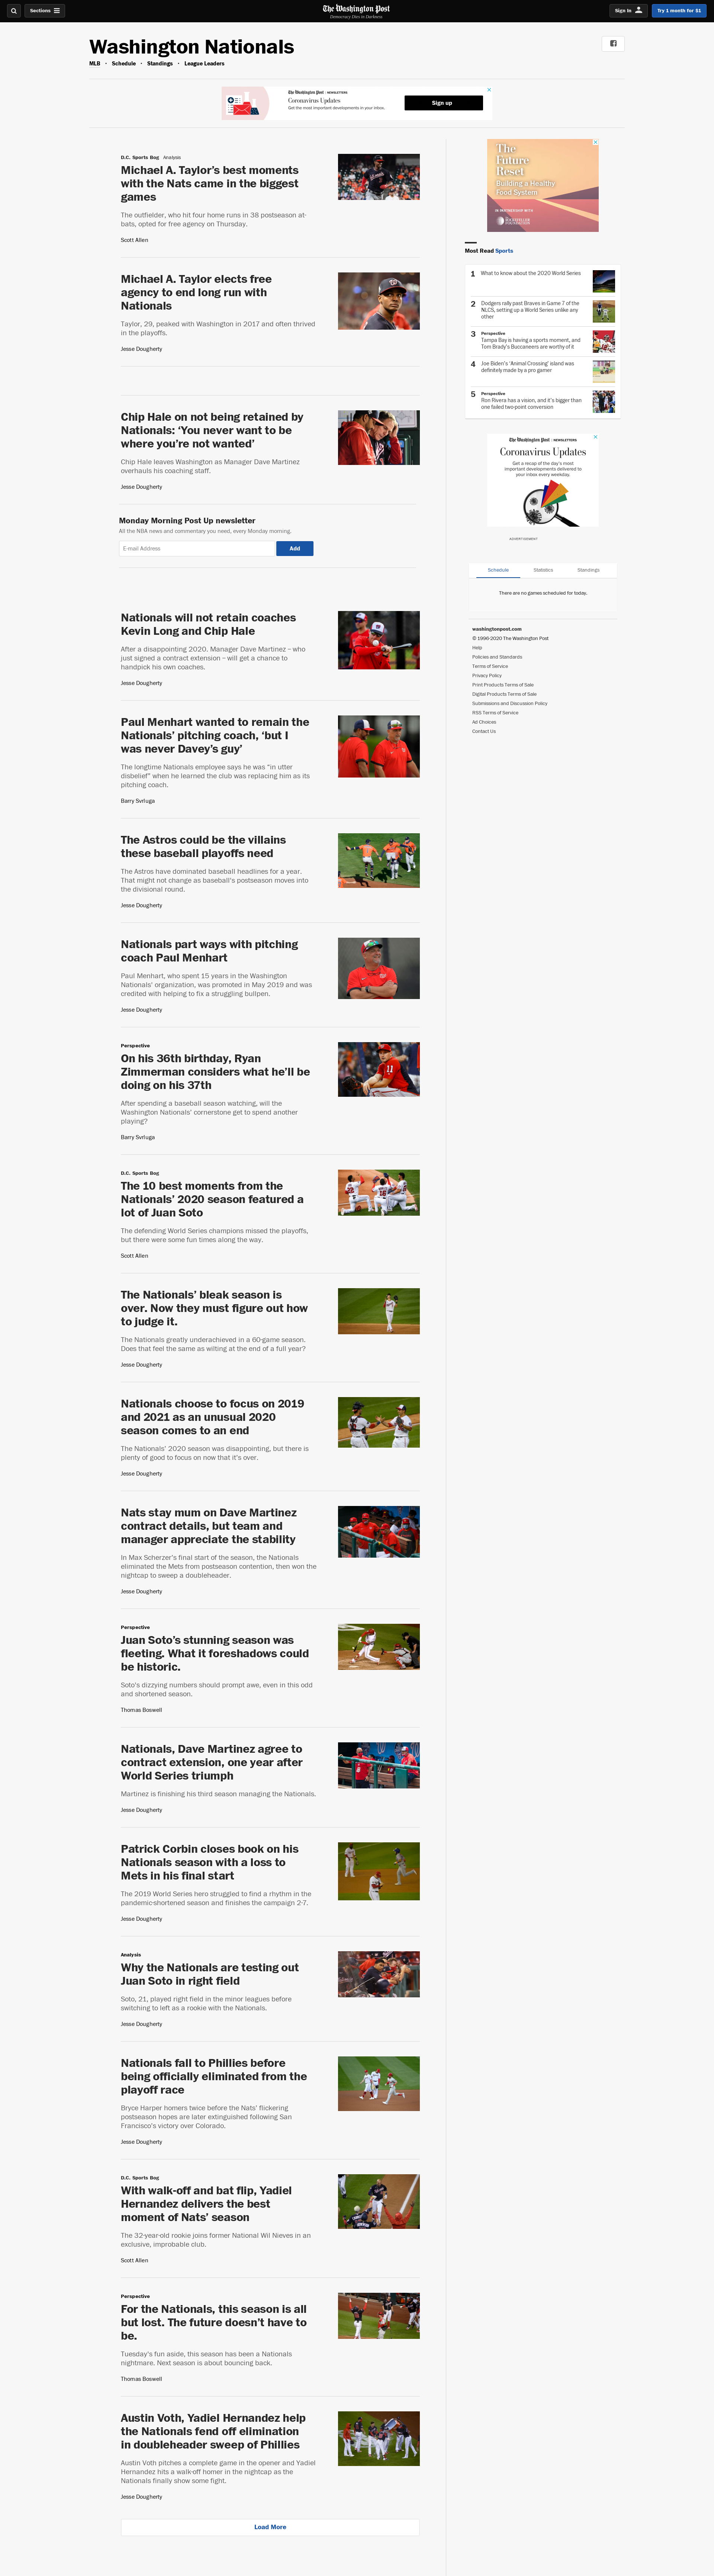 Sections
The Washington Post
Democracy Dies in Darkness
Sign In
Try 1 month for $1
Washington Nationals
MLB • Schedule • Standings • League Leaders
The Washington Post | NEWSLETTERS
Coronavirus Updates
Get the most important developments in your inbox.
Sign up
D.C. Sports Bog Analysis
Michael A. Taylor’s best moments
with the Nats came in the biggest
games
The outfielder, who hit four home runs in 38 postseason at-
bats, opted for free agency on Thursday.
Scott Allen
Michael A. Taylor elects free
agency to end long run with
Nationals
Taylor, 29, peaked with Washington in 2017 and often thrived
in the playoffs.
Jesse Dougherty
Chip Hale on not being retained by
Nationals: ‘You never want to be
where you’re not wanted’
Chip Hale leaves Washington as Manager Dave Martinez
overhauls his coaching staff.
Jesse Dougherty
Monday Morning Post Up newsletter
All the NBA news and commentary you need, every Monday morning.
E-mail Address
Add
Nationals will not retain coaches
Kevin Long and Chip Hale
After a disappointing 2020, Manager Dave Martinez — who
just signed a contract extension — will get a chance to
handpick his own coaches.
Jesse Dougherty
Paul Menhart wanted to remain the
Nationals’ pitching coach, ‘but I
was never Davey’s guy’
The longtime Nationals employee says he was “in utter
disbelief” when he learned the club was replacing him as its
pitching coach.
Barry Svrluga
The Astros could be the villains
these baseball playoffs need
The Astros have dominated baseball headlines for a year.
That might not change as baseball’s postseason moves into
the divisional round.
Jesse Dougherty
Nationals part ways with pitching
coach Paul Menhart
Paul Menhart, who spent 15 years in the Washington
Nationals’ organization, was promoted in May 2019 and was
credited with helping to fix a struggling bullpen.
Jesse Dougherty
Perspective
On his 36th birthday, Ryan
Zimmerman considers what he’ll be
doing on his 37th
After spending a baseball season watching, will the
Washington Nationals’ cornerstone get to spend another
playing?
Barry Svrluga
D.C. Sports Bog
The 10 best moments from the
Nationals’ 2020 season featured a
lot of Juan Soto
The defending World Series champions missed the playoffs,
but there were some fun times along the way.
Scott Allen
The Nationals’ bleak season is
over. Now they must figure out how
to judge it.
The Nationals greatly underachieved in a 60-game season.
Does that feel the same as wilting at the end of a full year?
Jesse Dougherty
Nationals choose to focus on 2019
and 2021 as an unusual 2020
season comes to an end
The Nationals’ 2020 season was disappointing, but there is
plenty of good to focus on now that it’s over.
Jesse Dougherty
Nats stay mum on Dave Martinez
contract details, but team and
manager appreciate the stability
In Max Scherzer’s final start of the season, the Nationals
eliminated the Mets from postseason contention, then won the
nightcap to sweep a doubleheader.
Jesse Dougherty
Perspective
Juan Soto’s stunning season was
fleeting. What it foreshadows could
be historic.
Soto’s dizzying numbers should prompt awe, even in this odd
and shortened season.
Thomas Boswell
Nationals, Dave Martinez agree to
contract extension, one year after
World Series triumph
Martinez is finishing his third season managing the Nationals.
Jesse Dougherty
Patrick Corbin closes book on his
Nationals season with a loss to
Mets in his final start
The 2019 World Series hero struggled to find a rhythm in the
pandemic-shortened season and finishes the campaign 2-7.
Jesse Dougherty
Analysis
Why the Nationals are testing out
Juan Soto in right field
Soto, 21, played right field in the minor leagues before
switching to left as a rookie with the Nationals.
Jesse Dougherty
Nationals fall to Phillies before
being officially eliminated from the
playoff race
Bryce Harper homers twice before the Nats’ flickering
postseason hopes are later extinguished following San
Francisco’s victory over Colorado.
Jesse Dougherty
D.C. Sports Bog
With walk-off and bat flip, Yadiel
Hernandez delivers the best
moment of Nats’ season
The 32-year-old rookie joins former National Wil Nieves in an
exclusive, improbable club.
Scott Allen
Perspective
For the Nationals, this season is all
but lost. The future doesn’t have to
be.
Tuesday’s fun aside, this season has been a Nationals
nightmare. Next season is about bouncing back.
Thomas Boswell
Austin Voth, Yadiel Hernandez help
the Nationals fend off elimination
in doubleheader sweep of Phillies
Austin Voth pitches a complete game in the opener and Yadiel
Hernandez hits a walk-off homer in the nightcap as the
Nationals finally show some fight.
Jesse Dougherty
Load More
The
Future
Reset
Building a Healthy
Food System
IN PARTNERSHIP WITH
Most Read Sports
1 What to know about the 2020 World Series
2 Dodgers rally past Braves in Game 7 of the
NLCS, setting up a World Series unlike any
other
3 Perspective
Tampa Bay is having a sports moment, and
Tom Brady’s Buccaneers are worthy of it
4 Joe Biden’s ‘Animal Crossing’ island was
definitely made by a pro gamer
5 Perspective
Ron Rivera has a vision, and it’s bigger than
one failed two-point conversion
The Washington Post | NEWSLETTERS
Coronavirus Updates
Get a recap of the day’s most
important developments delivered to
your inbox every weekday.
ADVERTISEMENT
Schedule Statistics Standings
There are no games scheduled for today.
washingtonpost.com
© 1996-2020 The Washington Post
Help
Policies and Standards
Terms of Service
Privacy Policy
Print Products Terms of Sale
Digital Products Terms of Sale
Submissions and Discussion Policy
RSS Terms of Service
Ad Choices
Contact Us